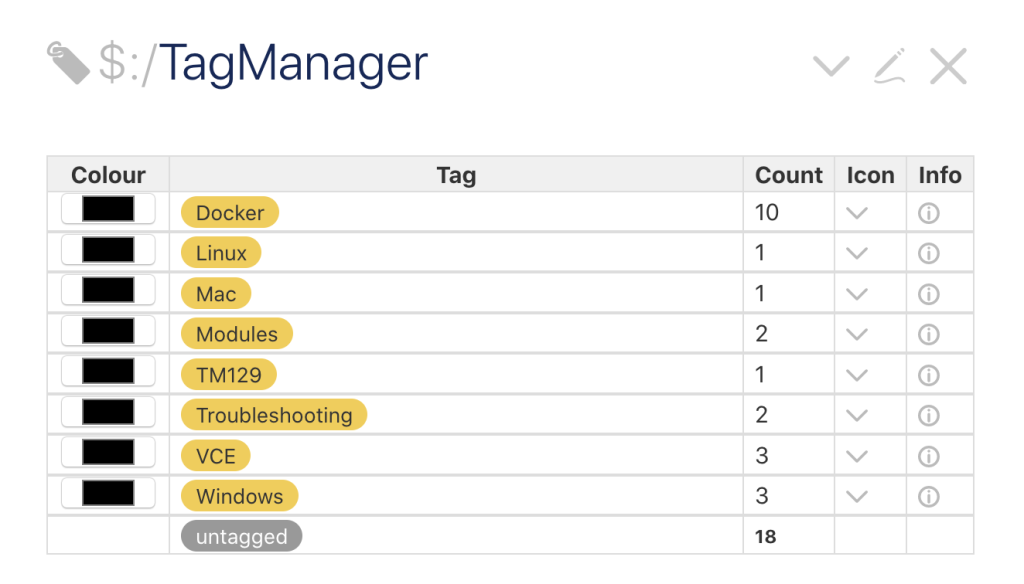 $:/TagManager
Colour Tag Count Icon Info
Docker 10
Linux 1
Mac 1
Modules 2
TM129 1
Troubleshooting 2
VCE 3
Windows 3
untagged 18